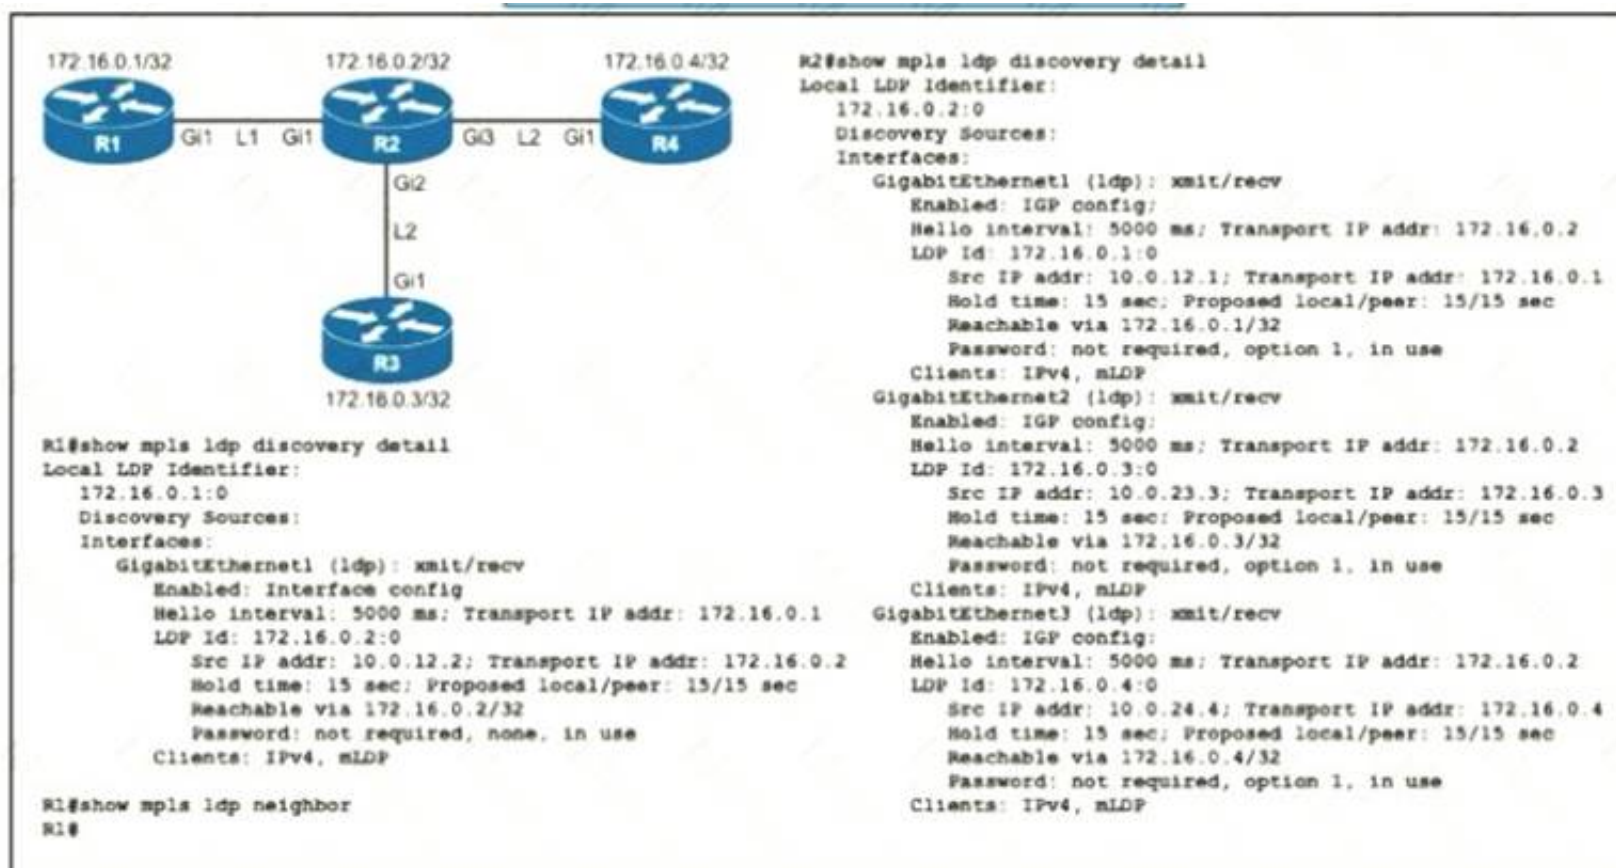 172.16.0.1/32
172.16.0.2/32
172.16.0.4/32
R1
Gi1
L1
Gi1
R2
Gi3
L2
Gi1
R4
Gi2
L2
Gi1
R3
172.16.0.3/32
R1#show mpls ldp discovery detail
Local LDP Identifier:
172.16.0.1:0
Discovery Sources:
Interfaces:
GigabitEthernet1 (ldp): xmit/recv
Enabled: Interface config
Hello interval: 5000 ms; Transport IP addr: 172.16.0.1
LDP Id: 172.16.0.2:0
Src IP addr: 10.0.12.2; Transport IP addr: 172.16.0.2
Hold time: 15 sec; Proposed local/peer: 15/15 sec
Reachable via 172.16.0.2/32
Password: not required, none, in use
Clients: IPv4, mLDP
R1#show mpls ldp neighbor
R1#
R2#show mpls ldp discovery detail
Local LDP Identifier:
172.16.0.2:0
Discovery Sources:
Interfaces:
GigabitEthernet1 (ldp): xmit/recv
Enabled: IGP config;
Hello interval: 5000 ms; Transport IP addr: 172.16.0.2
LDP Id: 172.16.0.1:0
Src IP addr: 10.0.12.1; Transport IP addr: 172.16.0.1
Hold time: 15 sec; Proposed local/peer: 15/15 sec
Reachable via 172.16.0.1/32
Password: not required, option 1, in use
Clients: IPv4, mLDP
GigabitEthernet2 (ldp): xmit/recv
Enabled: IGP config;
Hello interval: 5000 ms; Transport IP addr: 172.16.0.2
LDP Id: 172.16.0.3:0
Src IP addr: 10.0.23.3; Transport IP addr: 172.16.0.3
Hold time: 15 sec; Proposed local/peer: 15/15 sec
Reachable via 172.16.0.3/32
Password: not required, option 1, in use
Clients: IPv4, mLDP
GigabitEthernet3 (ldp): xmit/recv
Enabled: IGP config;
Hello interval: 5000 ms; Transport IP addr: 172.16.0.2
LDP Id: 172.16.0.4:0
Src IP addr: 10.0.24.4; Transport IP addr: 172.16.0.4
Hold time: 15 sec; Proposed local/peer: 15/15 sec
Reachable via 172.16.0.4/32
Password: not required, option 1, in use
Clients: IPv4, mLDP